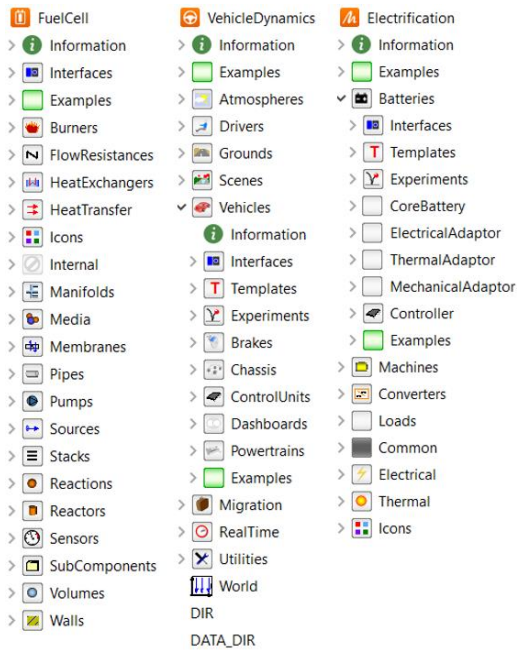 FuelCell
Information
Interfaces
Examples
Burners
FlowResistances
HeatExchangers
HeatTransfer
Icons
Internal
Manifolds
Media
Membranes
Pipes
Pumps
Sources
Stacks
Reactions
Reactors
Sensors
SubComponents
Volumes
Walls
VehicleDynamics
Information
Examples
Atmospheres
Drivers
Grounds
Scenes
Vehicles
Information
Interfaces
T Templates
Experiments
Brakes
Chassis
ControlUnits
Dashboards
Powertrains
Examples
Migration
RealTime
Utilities
World
DIR
DATA_DIR
Electrification
Information
Examples
Batteries
Interfaces
T Templates
Experiments
CoreBattery
ElectricalAdaptor
ThermalAdaptor
MechanicalAdaptor
Controller
Examples
Machines
Converters
Loads
Common
Electrical
Thermal
Icons